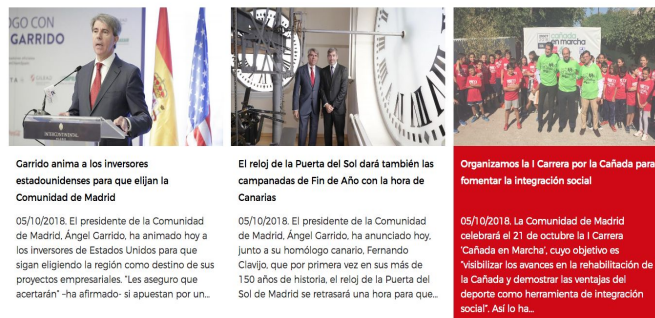 OGO CON
GARRIDO
INTERCONTINENTAL
cañada
en marcha
Garrido anima a los inversores
estadounidenses para que elijan la
Comunidad de Madrid
05/10/2018. El presidente de la Comunidad
de Madrid, Ángel Garrido, ha animado hoy a
los inversores de Estados Unidos para que
sigan eligiendo la región como destino de sus
proyectos empresariales. "Les aseguro que
acertarán" -ha afirmado- si apuestan por un...
El reloj de la Puerta del Sol dará también las
campanadas de Fin de Año con la hora de
Canarias
05/10/2018. El presidente de la Comunidad
de Madrid, Ángel Garrido, ha anunciado hoy,
junto a su homólogo canario, Fernando
Clavijo, que por primera vez en sus más de
150 años de historia, el reloj de la Puerta del
Sol de Madrid se retrasará una hora para que...
Organizamos la I Carrera por la Cañada para
fomentar la integración social
05/10/2018. La Comunidad de Madrid
celebrará el 21 de octubre la I Carrera
'Cañada en Marcha', cuyo objetivo es
"visibilizar los avances en la rehabilitación de
la Cañada y demostrar las ventajas del
deporte como herramienta de integración
social". Así lo ha...